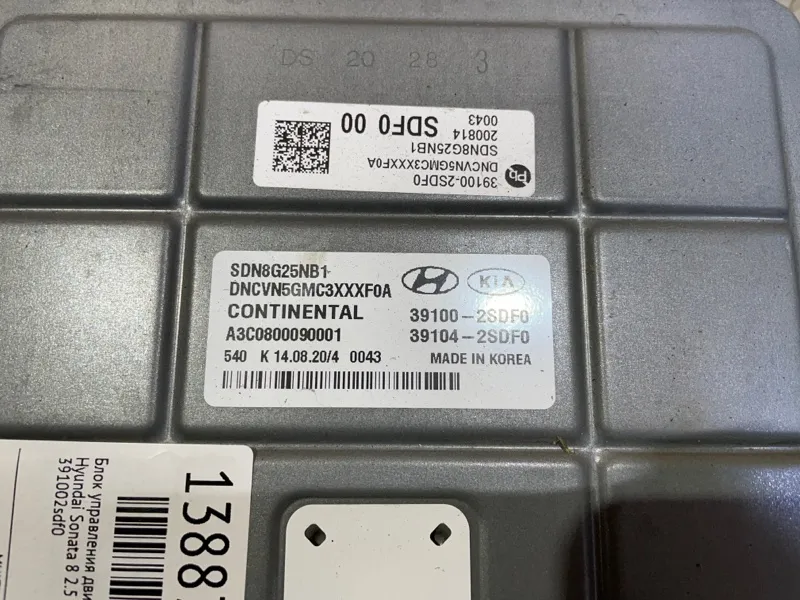 DS 20 28 3
SDF0 00
0043
200814
SDN8G25NB1
DNCVN5GMC3XXXF0A
39100-2SDF0
Pb
SDN8G25NB1
DNCVN5GMC3XXXF0A
CONTINENTAL
A3C0800090001
540 K 14.08.20/4 0043
HYUNDAI
KIA
39100-2SDF0
39104-2SDF0
MADE IN KOREA
1388
Блок управления дви
Hyundai Sonata 8 2.5
391002sdf0